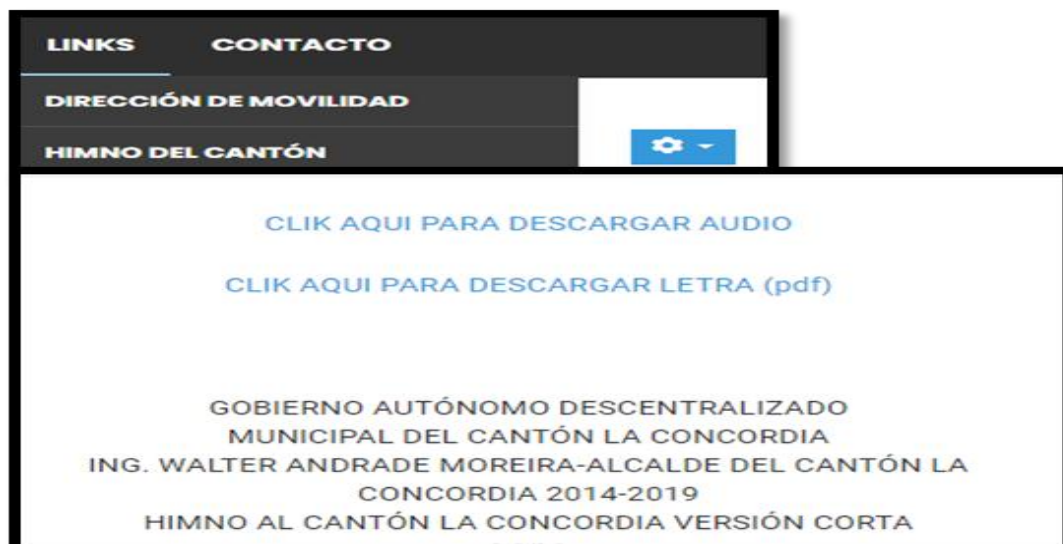 LINKS CONTACTO
DIRECCIÓN DE MOVILIDAD
HIMNO DEL CANTÓN
CLIK AQUI PARA DESCARGAR AUDIO
CLIK AQUI PARA DESCARGAR LETRA (pdf)
GOBIERNO AUTÓNOMO DESCENTRALIZADO
MUNICIPAL DEL CANTÓN LA CONCORDIA
ING. WALTER ANDRADE MOREIRA-ALCALDE DEL CANTÓN LA
CONCORDIA 2014-2019
HIMNO AL CANTÓN LA CONCORDIA VERSIÓN CORTA